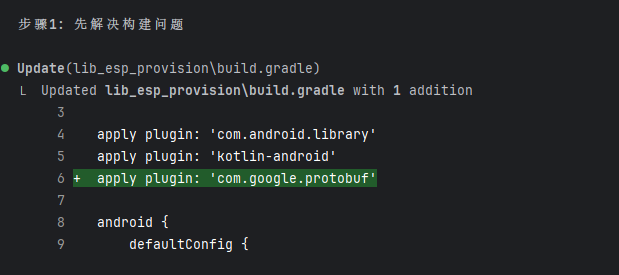 步骤1: 先解决构建问题
● Update(lib_esp_provision\build.gradle)
└ Updated lib_esp_provision\build.gradle with 1 addition
3
4 apply plugin: 'com.android.library'
5 apply plugin: 'kotlin-android'
6 + apply plugin: 'com.google.protobuf'
7
8 android {
9 defaultConfig {